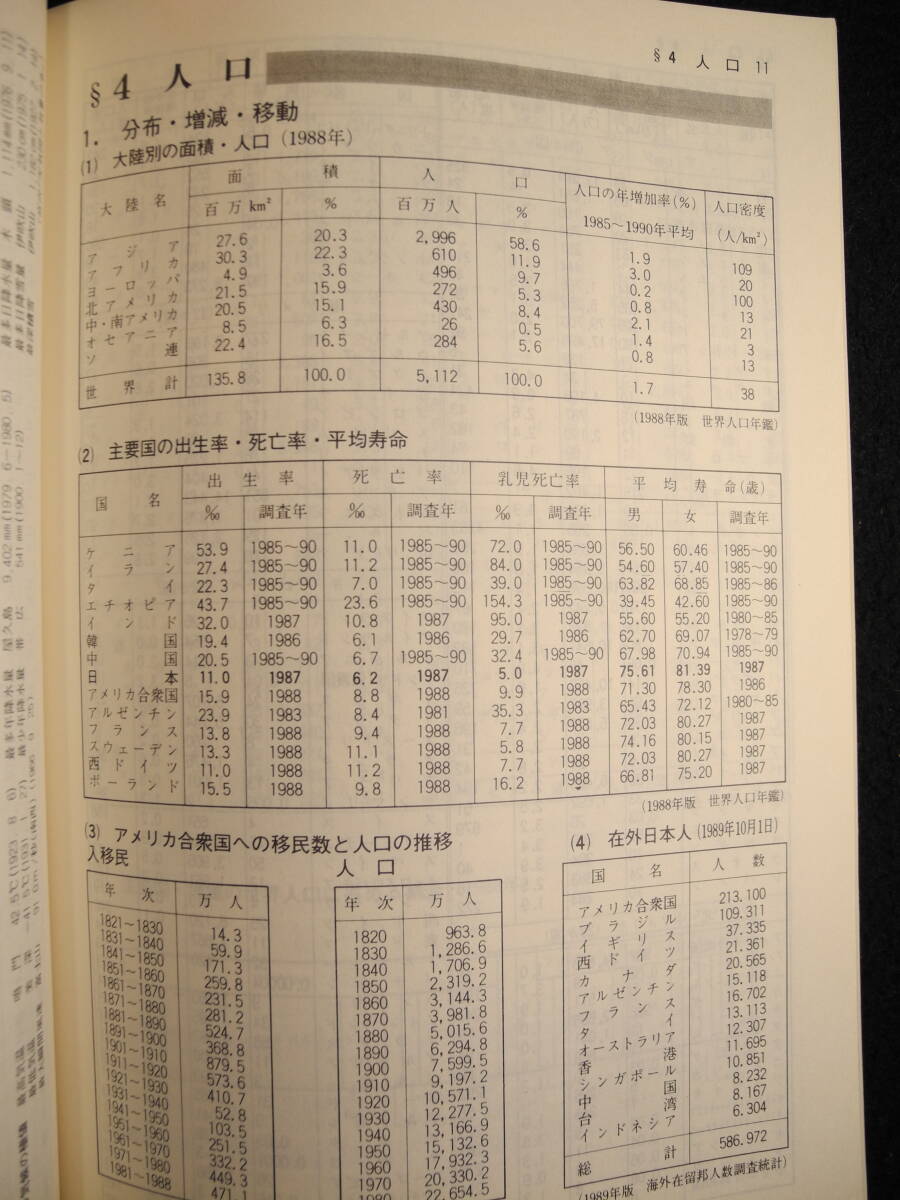 §4 人 口 11
§4 人 口
1. 分布・増減・移動
(1) 大陸別の面積・人口 (1988年)
大 陸 名 面 積 人 口 人口の年増加率(%) 1985～1990年平均 人口密度 (人/km²)
百万km² % 百万人 %
ア ジ ア 27.6 20.3 2,996 58.6 1.9 109
ア フ リ カ 30.3 22.3 610 11.9 3.0 20
ヨ ー ロ ッ パ 4.9 3.6 496 9.7 0.2 100
北 ア メ リ カ 21.5 15.9 272 5.3 0.8 13
中・南アメリカ 20.5 15.1 430 8.4 2.1 21
オ セ ア ニ ア 8.5 6.3 26 0.5 1.4 3
ソ 連 22.4 16.5 284 5.6 0.8 13
世 界 計 135.8 100.0 5,112 100.0 1.7 38
(1988年版 世界人口年鑑)
(2) 主要国の出生率・死亡率・平均寿命
国 名 出 生 率 死 亡 率 乳児死亡率 平 均 寿 命(歳)
‰ 調査年 ‰ 調査年 ‰ 調査年 男 女 調査年
ケ ニ ア 53.9 1985～90 11.0 1985～90 72.0 1985～90 56.50 60.46 1985～90
イ ラ ン 27.4 1985～90 11.2 1985～90 84.0 1985～90 54.60 57.40 1985～90
タ イ 22.3 1985～90 7.0 1985～90 39.0 1985～90 63.82 68.85 1985～86
エ チ オ ピ ア 43.7 1985～90 23.6 1985～90 154.3 1985～90 39.45 42.60 1985～90
イ ン ド 32.0 1987 10.8 1987 95.0 1987 55.60 55.20 1980～85
韓 国 19.4 1986 6.1 1986 29.7 1986 62.70 69.07 1978～79
中 国 20.5 1985～90 6.7 1985～90 32.4 1985～90 67.98 70.94 1985～90
日 本 11.0 1987 6.2 1987 5.0 1987 75.61 81.39 1987
アメリカ合衆国 15.9 1988 8.8 1988 9.9 1988 71.30 78.30 1986
アルゼンチン 23.9 1983 8.4 1981 35.3 1983 65.43 72.12 1980～85
フ ラ ン ス 13.8 1988 9.4 1988 7.7 1988 72.03 80.27 1987
スウェーデン 13.3 1988 11.1 1988 5.8 1988 74.16 80.15 1987
西 ド イ ツ 11.0 1988 11.2 1988 7.7 1988 72.03 80.27 1987
ポ ー ラ ン ド 15.5 1988 9.8 1988 16.2 1988 66.81 75.20 1987
(1988年版 世界人口年鑑)
(3) アメリカ合衆国への移民数と人口の推移
入移民
年 次 万 人
1821～1830 14.3
1831～1840 59.9
1841～1850 171.3
1851～1860 259.8
1861～1870 231.5
1871～1880 281.2
1881～1890 524.7
1891～1900 368.8
1901～1910 879.5
1911～1920 573.6
1921～1930 410.7
1931～1940 52.8
1941～1950 103.5
1951～1960 251.5
1961～1970 332.2
1971～1980 449.3
1981～1988 471.1
人 口
年 次 万 人
1820 963.8
1830 1,286.6
1840 1,706.9
1850 2,319.2
1860 3,144.3
1870 3,981.8
1880 5,015.6
1890 6,294.8
1900 7,599.5
1910 9,197.2
1920 10,571.1
1930 12,277.5
1940 13,166.9
1950 15,132.6
1960 17,932.3
1970 20,330.2
1980 22,654.5
(4) 在外日本人 (1989年10月1日)
国 名 人 数
アメリカ合衆国 213.100
ブ ラ ジ ル 109.311
イ ギ リ ス 37.335
西 ド イ ツ 21.361
カ ナ ダ 20.565
アルゼンチン 15.118
フ ラ ン ス 16.702
タ イ 13.113
オーストラリア 12.307
香 港 11.695
シンガポール 10.851
中 国 8.232
台 湾 8.167
インドネシア 6.304
総 計 586.972
(1989年版 海外在留邦人数調査統計)